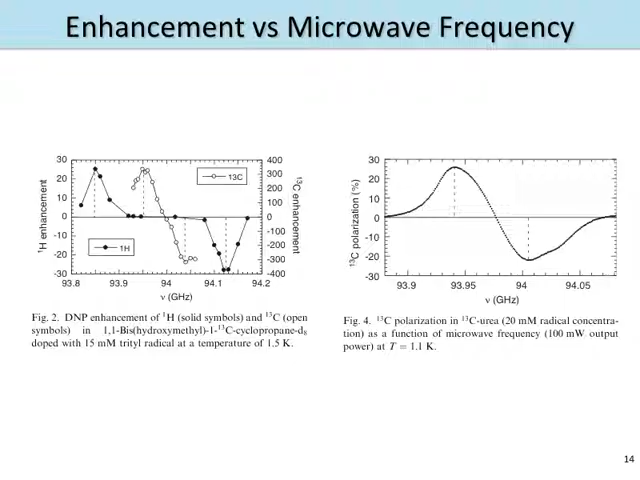 Enhancement vs Microwave Frequency
30
20
10
0
-10
-20
-30
¹H enhancement
400
300
200
100
0
-100
-200
-300
-400
¹³C enhancement
13C
1H
93.8 93.9 94 94.1 94.2
ν (GHz)
Fig. 2. DNP enhancement of ¹H (solid symbols) and ¹³C (open
symbols) in 1,1-Bis(hydroxymethyl)-1-¹³C-cyclopropane-d₈
doped with 15 mM trityl radical at a temperature of 1.5 K.
30
20
10
0
-10
-20
-30
¹³C polarization (%)
93.9 93.95 94 94.05
ν (GHz)
Fig. 4. ¹³C polarization in ¹³C-urea (20 mM radical concentra-
tion) as a function of microwave frequency (100 mW output
power) at T = 1.1 K.
14